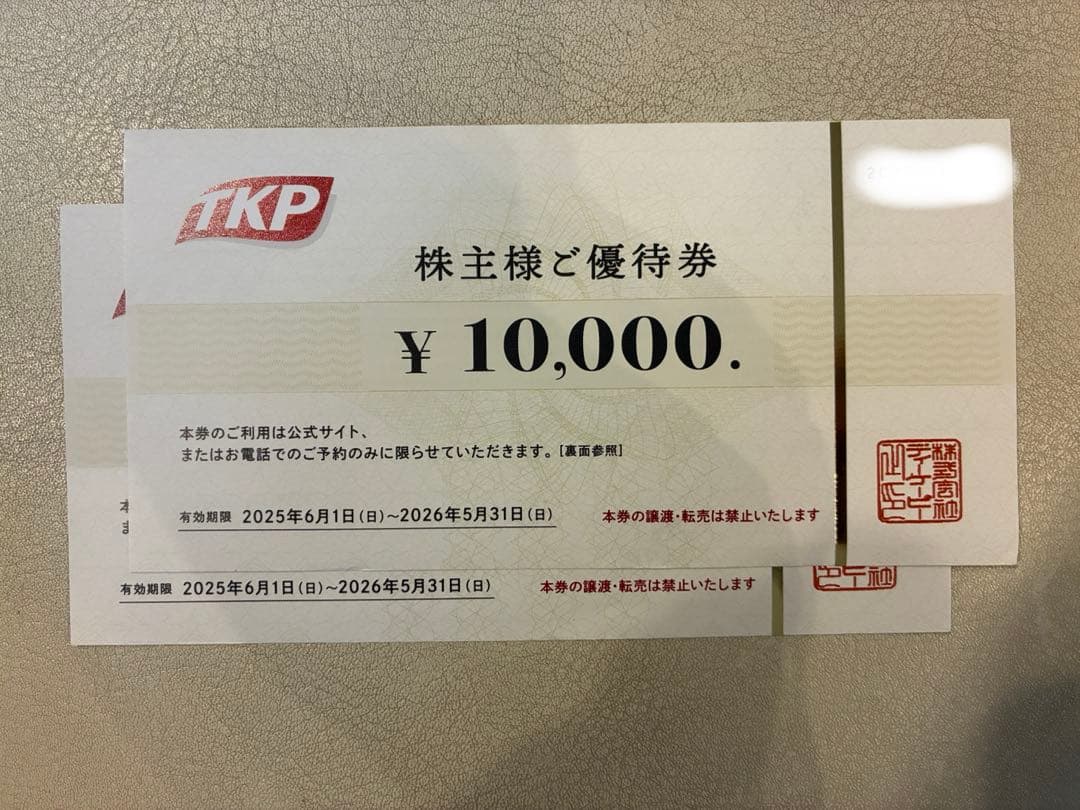 TKP
株主様ご優待券
¥ 10,000.
本券のご利用は公式サイト、
またはお電話でのご予約のみに限らせていただきます。[裏面参照]
有効期限 2025年6月1日(日)~2026年5月31日(日)
本券の譲渡・転売は禁止いたします
有効期限 2025年6月1日(日)~2026年5月31日(日)
本券の譲渡・転売は禁止いたします